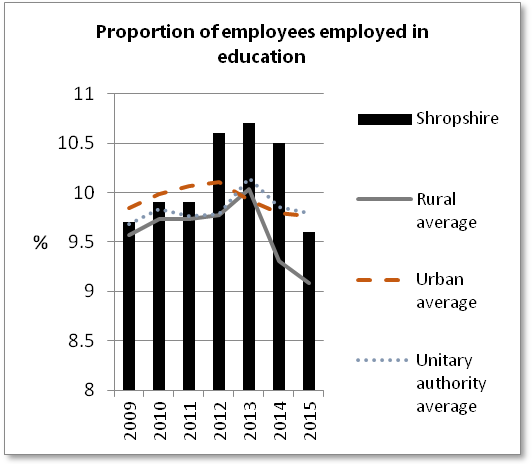 Proportion of employees employed in
education
11
10.5
10
9.5
9
8.5
8
%
2009
2010
2011
2012
2013
2014
2015
Shropshire
Rural
average
Urban
average
Unitary
authority
average